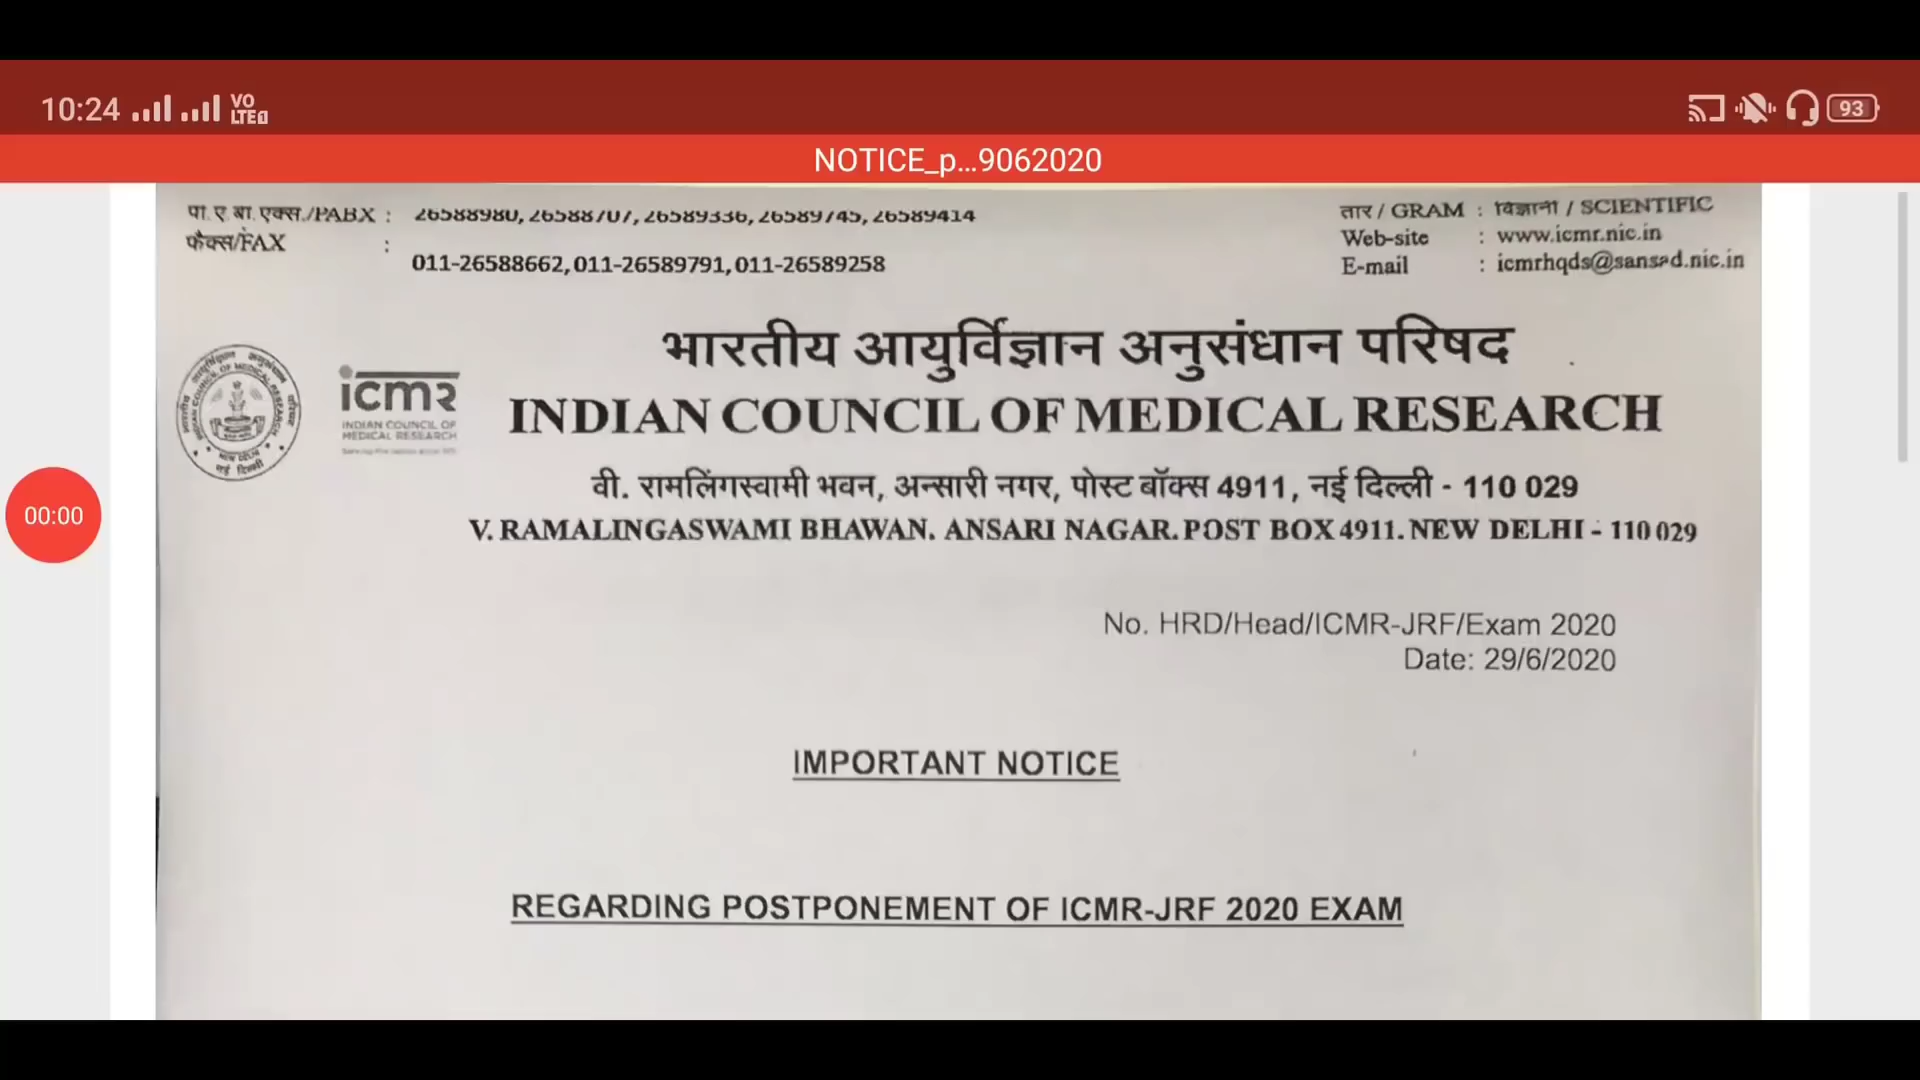 10:24 VO LTE1 93
NOTICE_p...9062020
पी ए बी एक्स./PABX : 26588980, 26588707, 26589336, 26589745, 26589414
फैक्स/FAX : 011-26588662, 011-26589791, 011-26589258
तार / GRAM : विज्ञानी / SCIENTIFIC
Web-site : www.icmr.nic.in
E-mail : icmrhqds@sansad.nic.in
भारतीय आयुर्विज्ञान अनुसंधान परिषद
icmr
INDIAN COUNCIL OF
MEDICAL RESEARCH
INDIAN COUNCIL OF MEDICAL RESEARCH
वी. रामलिंगस्वामी भवन, अन्सारी नगर, पोस्ट बॉक्स 4911, नई दिल्ली - 110 029
V. RAMALINGASWAMI BHAWAN. ANSARI NAGAR. POST BOX 4911. NEW DELHI - 110 029
00:00
No. HRD/Head/ICMR-JRF/Exam 2020
Date: 29/6/2020
IMPORTANT NOTICE
REGARDING POSTPONEMENT OF ICMR-JRF 2020 EXAM